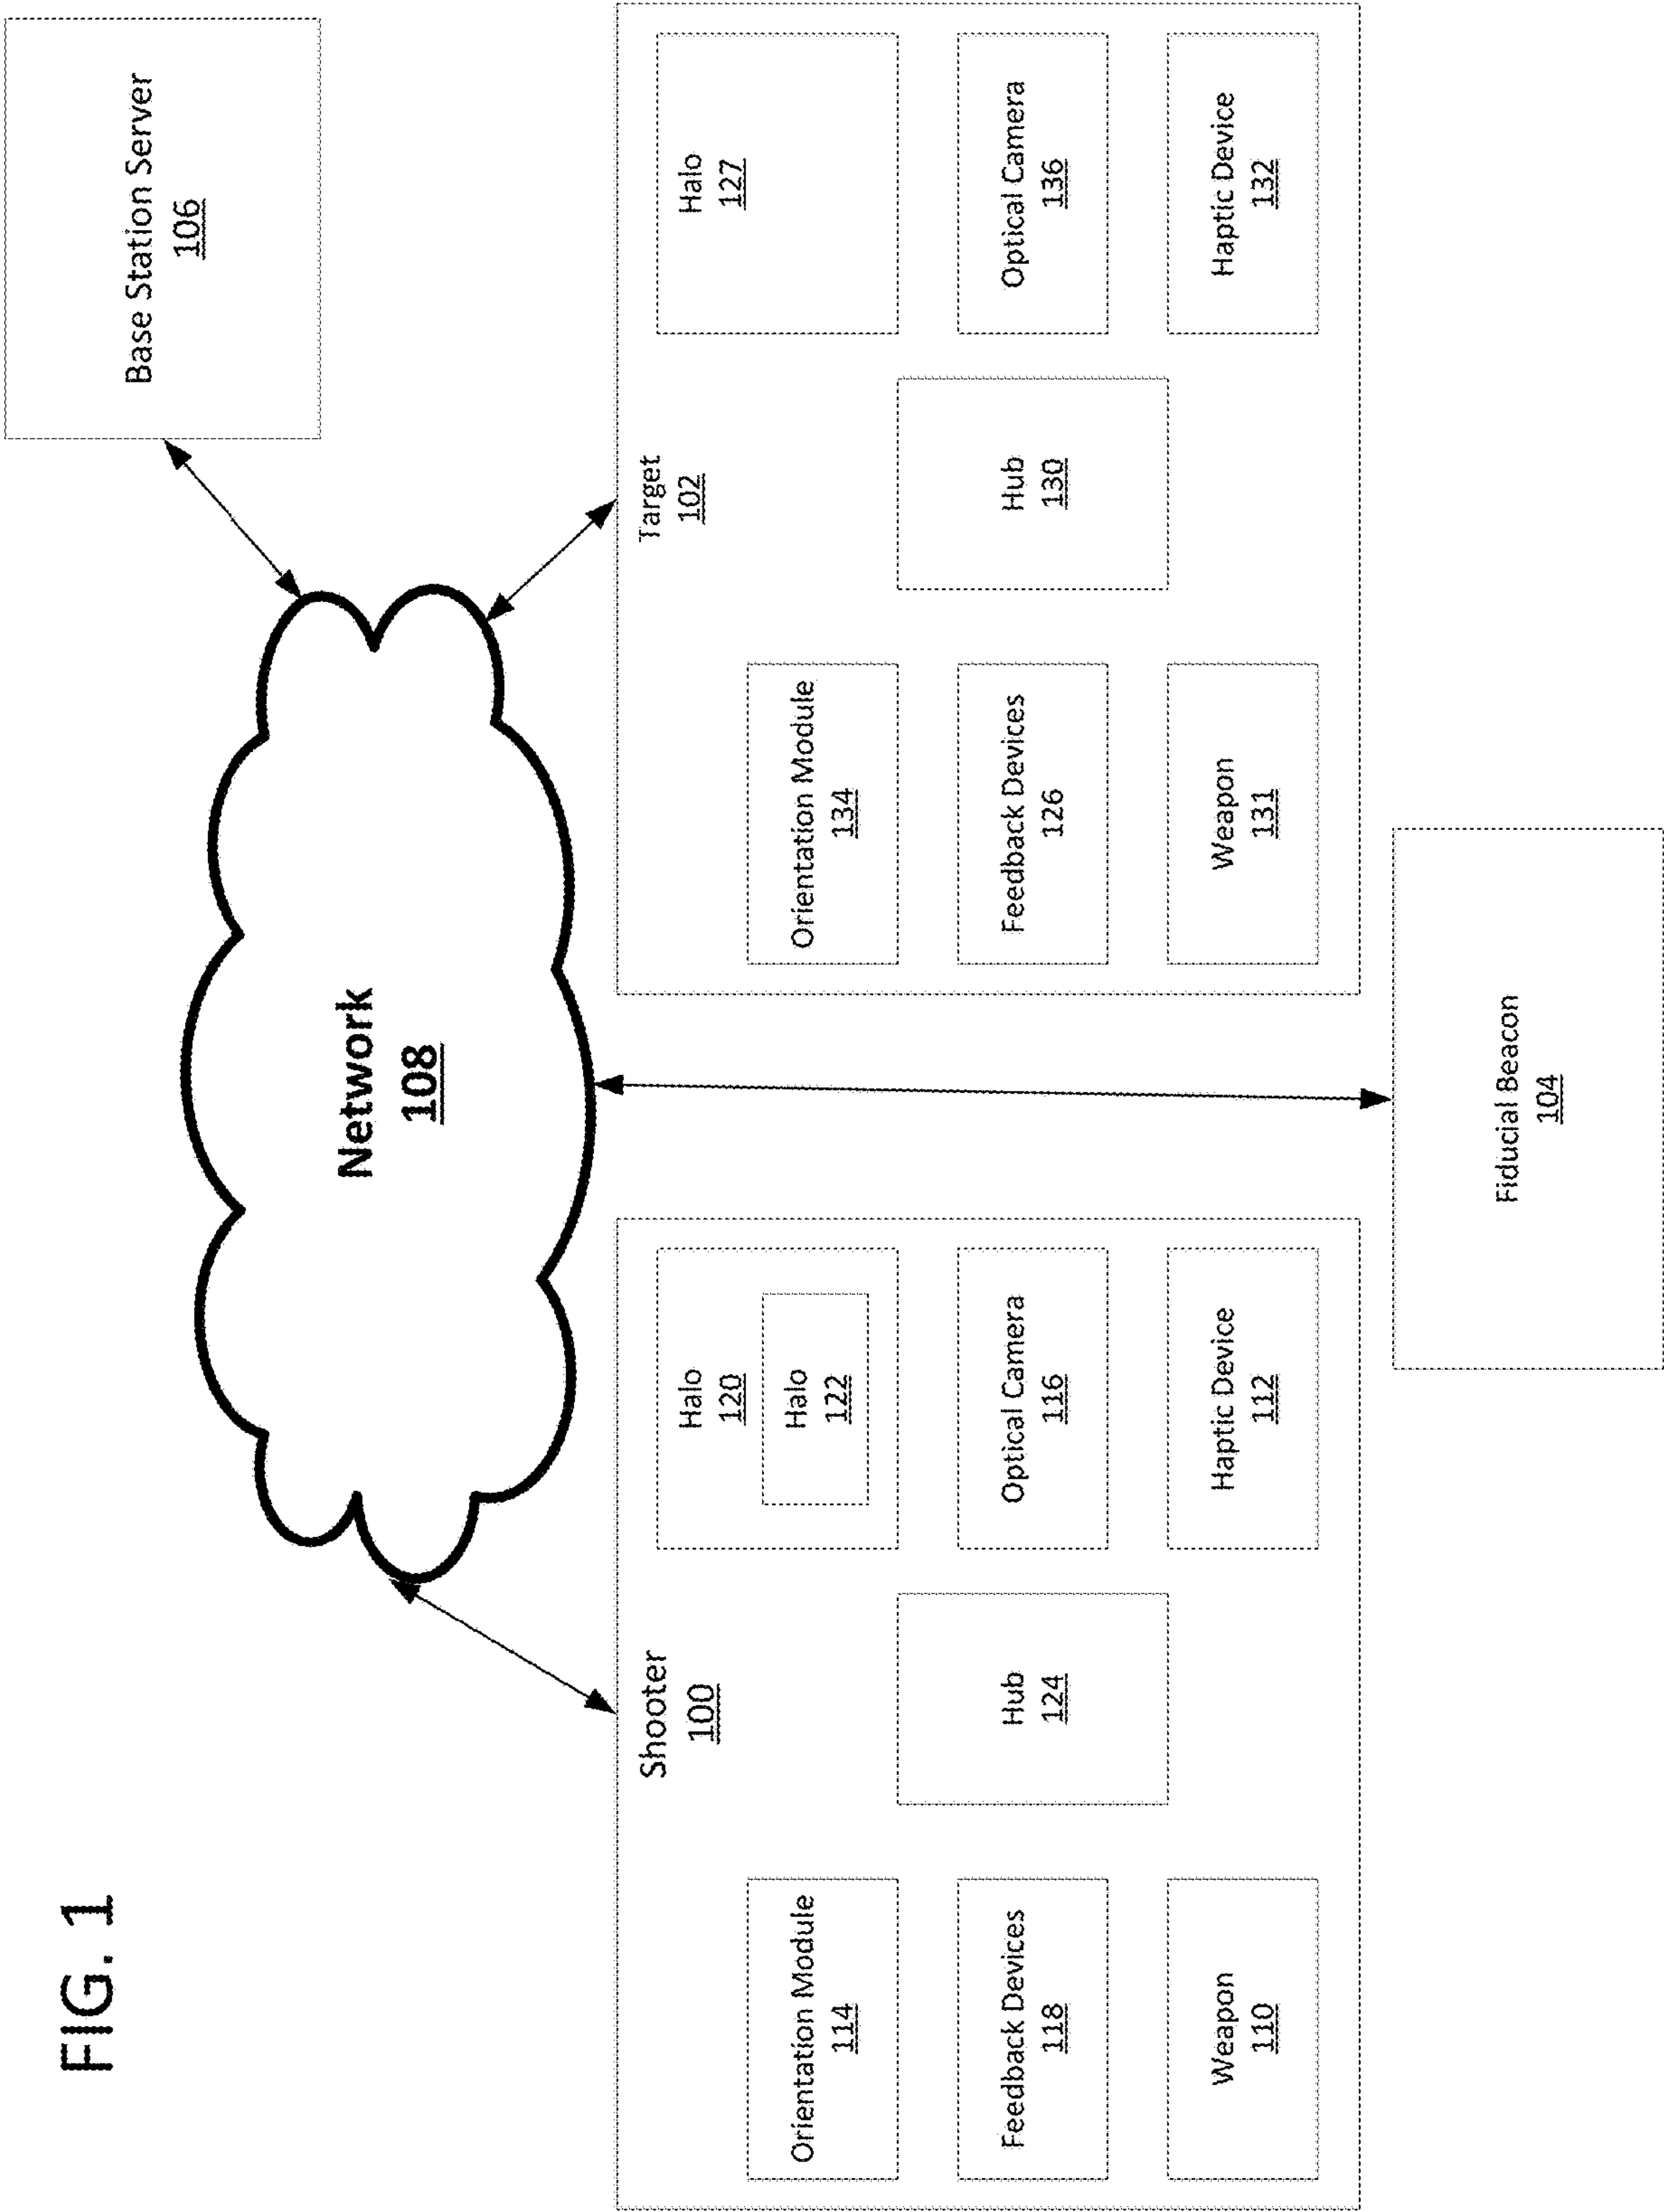 FIG. 1
Base Station Server
106
Network
108
Shooter
100
Halo
120
Halo
122
Orientation Module
114
Hub
124
Feedback Devices
118
Optical Camera
116
Weapon
110
Haptic Device
112
Target
102
Halo
127
Orientation Module
134
Hub
130
Feedback Devices
126
Optical Camera
136
Weapon
131
Haptic Device
132
Fiducial Beacon
104